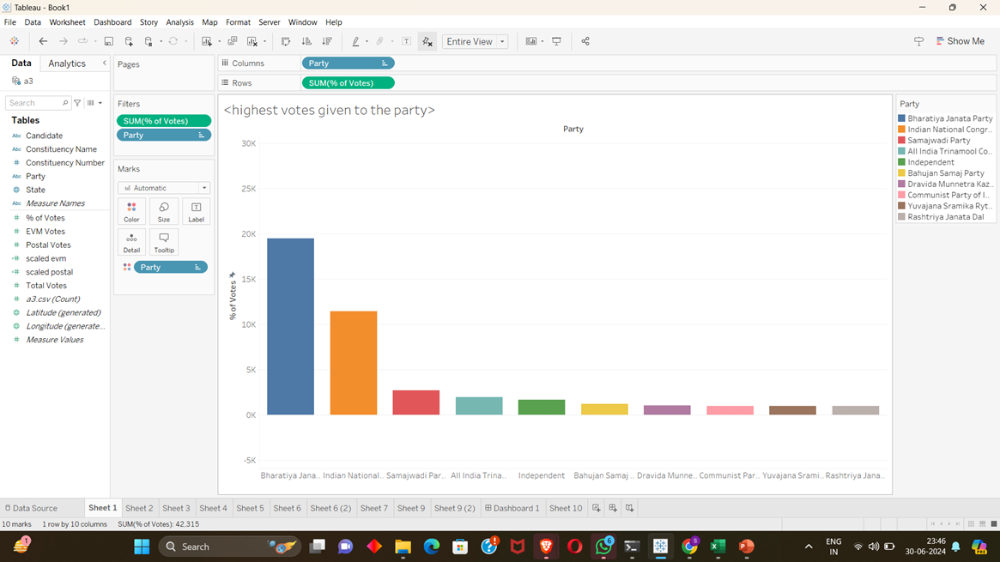 Tableau - Book1
File Data Worksheet Dashboard Story Analysis Map Format Server Window Help
Entire View
Show Me
Data Analytics
a3
Search
Tables
Abc Candidate
Abc Constituency Name
# Constituency Number
Abc Party
State
Abc Measure Names
# % of Votes
# EVM Votes
# Postal Votes
=# scaled evm
=# scaled postal
# Total Votes
# a3.csv (Count)
Latitude (generated)
Longitude (generate...
# Measure Values
Pages
Filters
SUM(% of Votes)
Party
Marks
Automatic
Color Size Label
Detail Tooltip
Party
Columns Party
Rows SUM(% of Votes)
<highest votes given to the party>
Party
30K
25K
20K
15K
10K
5K
0K
-5K
% of Votes
Bharatiya Jana.. Indian National.. Samajwadi Par.. All India Trina.. Independent Bahujan Samaj .. Dravida Munne.. Communist Par.. Yuvajana Srami.. Rashtriya Jana..
Party
Bharatiya Janata Party
Indian National Congr..
Samajwadi Party
All India Trinamool Co..
Independent
Bahujan Samaj Party
Dravida Munnetra Kaz..
Communist Party of I..
Yuvajana Sramika Ryt..
Rashtriya Janata Dal
Data Source Sheet 1 Sheet 2 Sheet 3 Sheet 4 Sheet 5 Sheet 6 Sheet 6 (2) Sheet 7 Sheet 9 Sheet 9 (2) Dashboard 1 Sheet 10
10 marks 1 row by 10 columns SUM(% of Votes): 42,315
1
Search
6
S
ENG
IN
23:46
30-06-2024
PRE